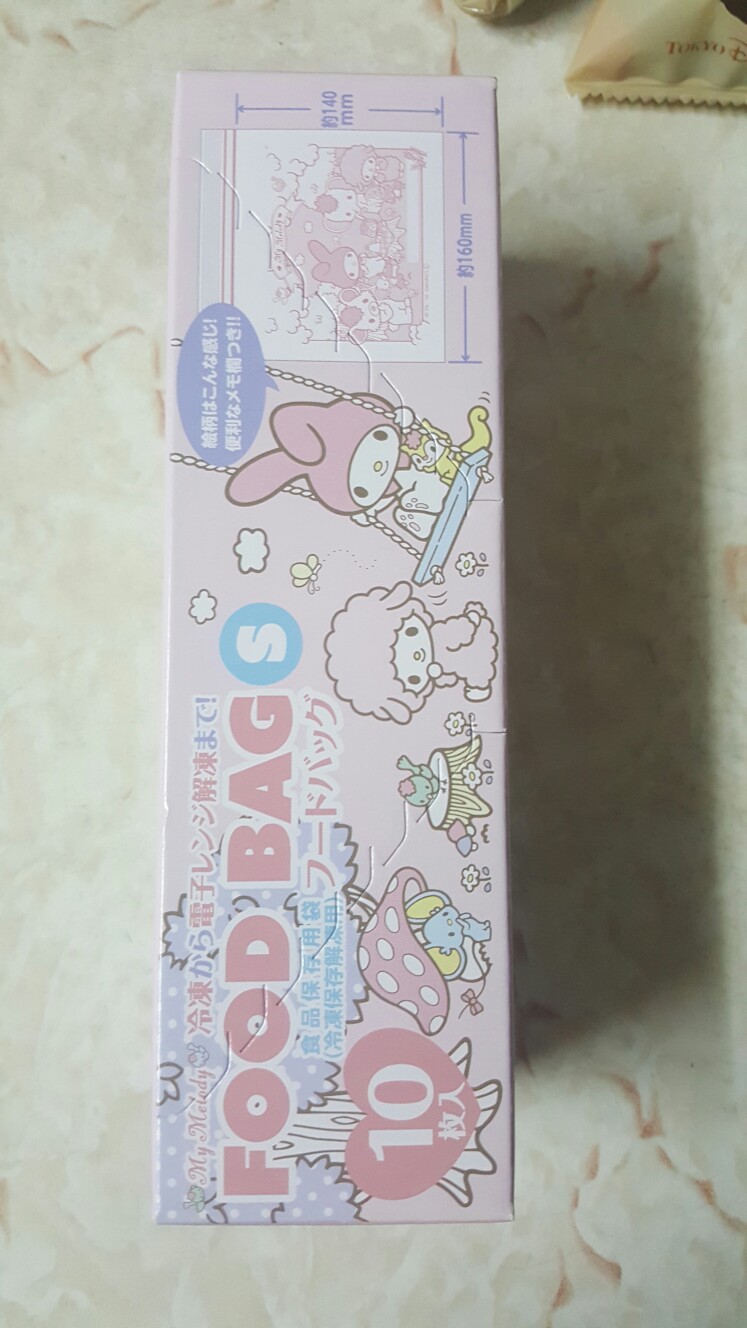 My Melody 冷凍から電子レンジ解凍まで!
FOOD BAG S
食品保存用袋
(冷凍保存解凍用)
フードバッグ
10
枚入
絵柄はこんな感じ!
便利なメモ欄つき!!
約140
mm
約160mm
My Melody
TOKYO